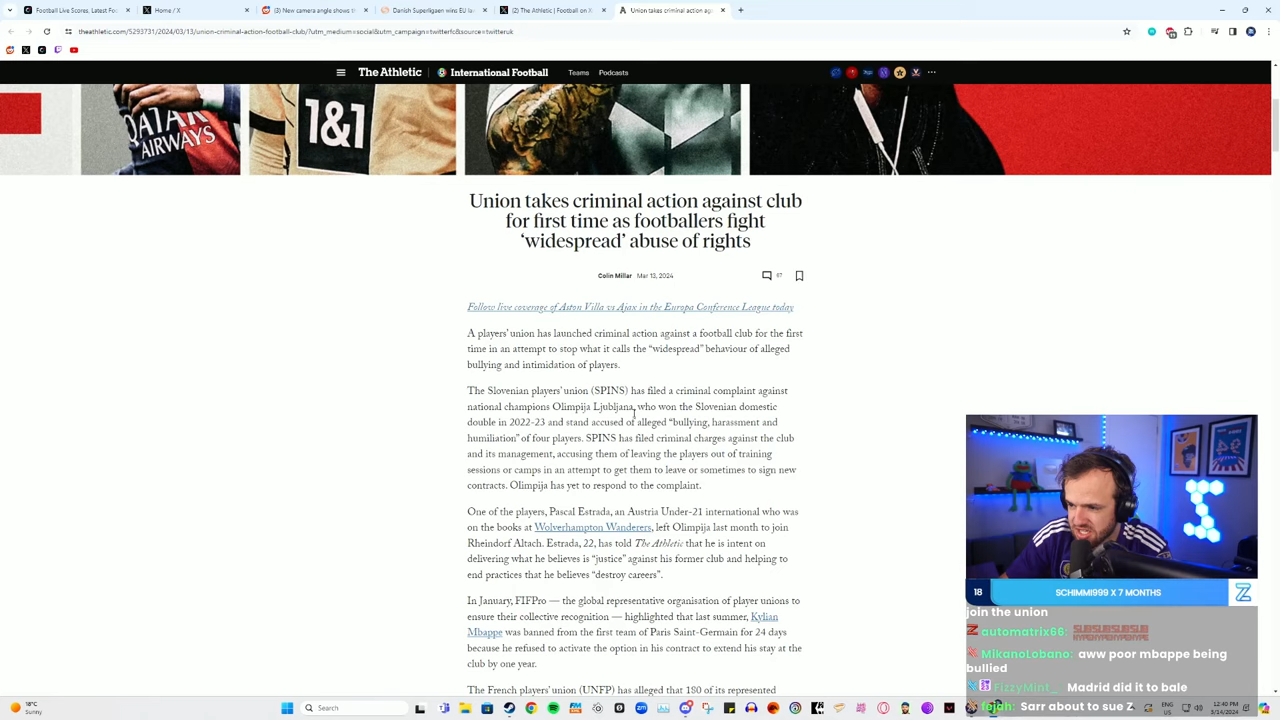 Football Live Scores, Latest Foo
Home / X
(3) New camera angle shows th
Danish Superligaen wins EU la
(2) The Athletic | Football on X
Union takes criminal action aga
theathletic.com/5293731/2024/03/13/union-criminal-action-football-club/?utm_medium=social&utm_campaign=twitterfc&source=twitteruk
The Athletic
International Football
Teams
Podcasts
QATAR
AIRWAYS
1&1
Union takes criminal action against club
for first time as footballers fight
‘widespread’ abuse of rights
Colin Millar Mar 13, 2024
67
Follow live coverage of Aston Villa vs Ajax in the Europa Conference League today
A players’ union has launched criminal action against a football club for the first
time in an attempt to stop what it calls the “widespread” behaviour of alleged
bullying and intimidation of players.
The Slovenian players’ union (SPINS) has filed a criminal complaint against
national champions Olimpija Ljubljana, who won the Slovenian domestic
double in 2022-23 and stand accused of alleged “bullying, harassment and
humiliation” of four players. SPINS has filed criminal charges against the club
and its management, accusing them of leaving the players out of training
sessions or camps in an attempt to get them to leave or sometimes to sign new
contracts. Olimpija has yet to respond to the complaint.
One of the players, Pascal Estrada, an Austria Under-21 international who was
on the books at Wolverhampton Wanderers, left Olimpija last month to join
Rheindorf Altach. Estrada, 22, has told The Athletic that he is intent on
delivering what he believes is “justice” against his former club and helping to
end practices that he believes “destroy careers”.
In January, FIFPro — the global representative organisation of player unions to
ensure their collective recognition — highlighted that last summer, Kylian
Mbappe was banned from the first team of Paris Saint-Germain for 24 days
because he refused to activate the option in his contract to extend his stay at the
club by one year.
The French players’ union (UNFP) has alleged that 180 of its represented
18
SCHIMMI999 X 7 MONTHS
join the union
automatrix66:
MikanoLobano: aww poor mbappe being
bullied
FizzyMint_ Madrid did it to bale
fejah: Sarr about to sue Z
18°C
Sunny
Search
ENG
12:40 PM
3/14/2024